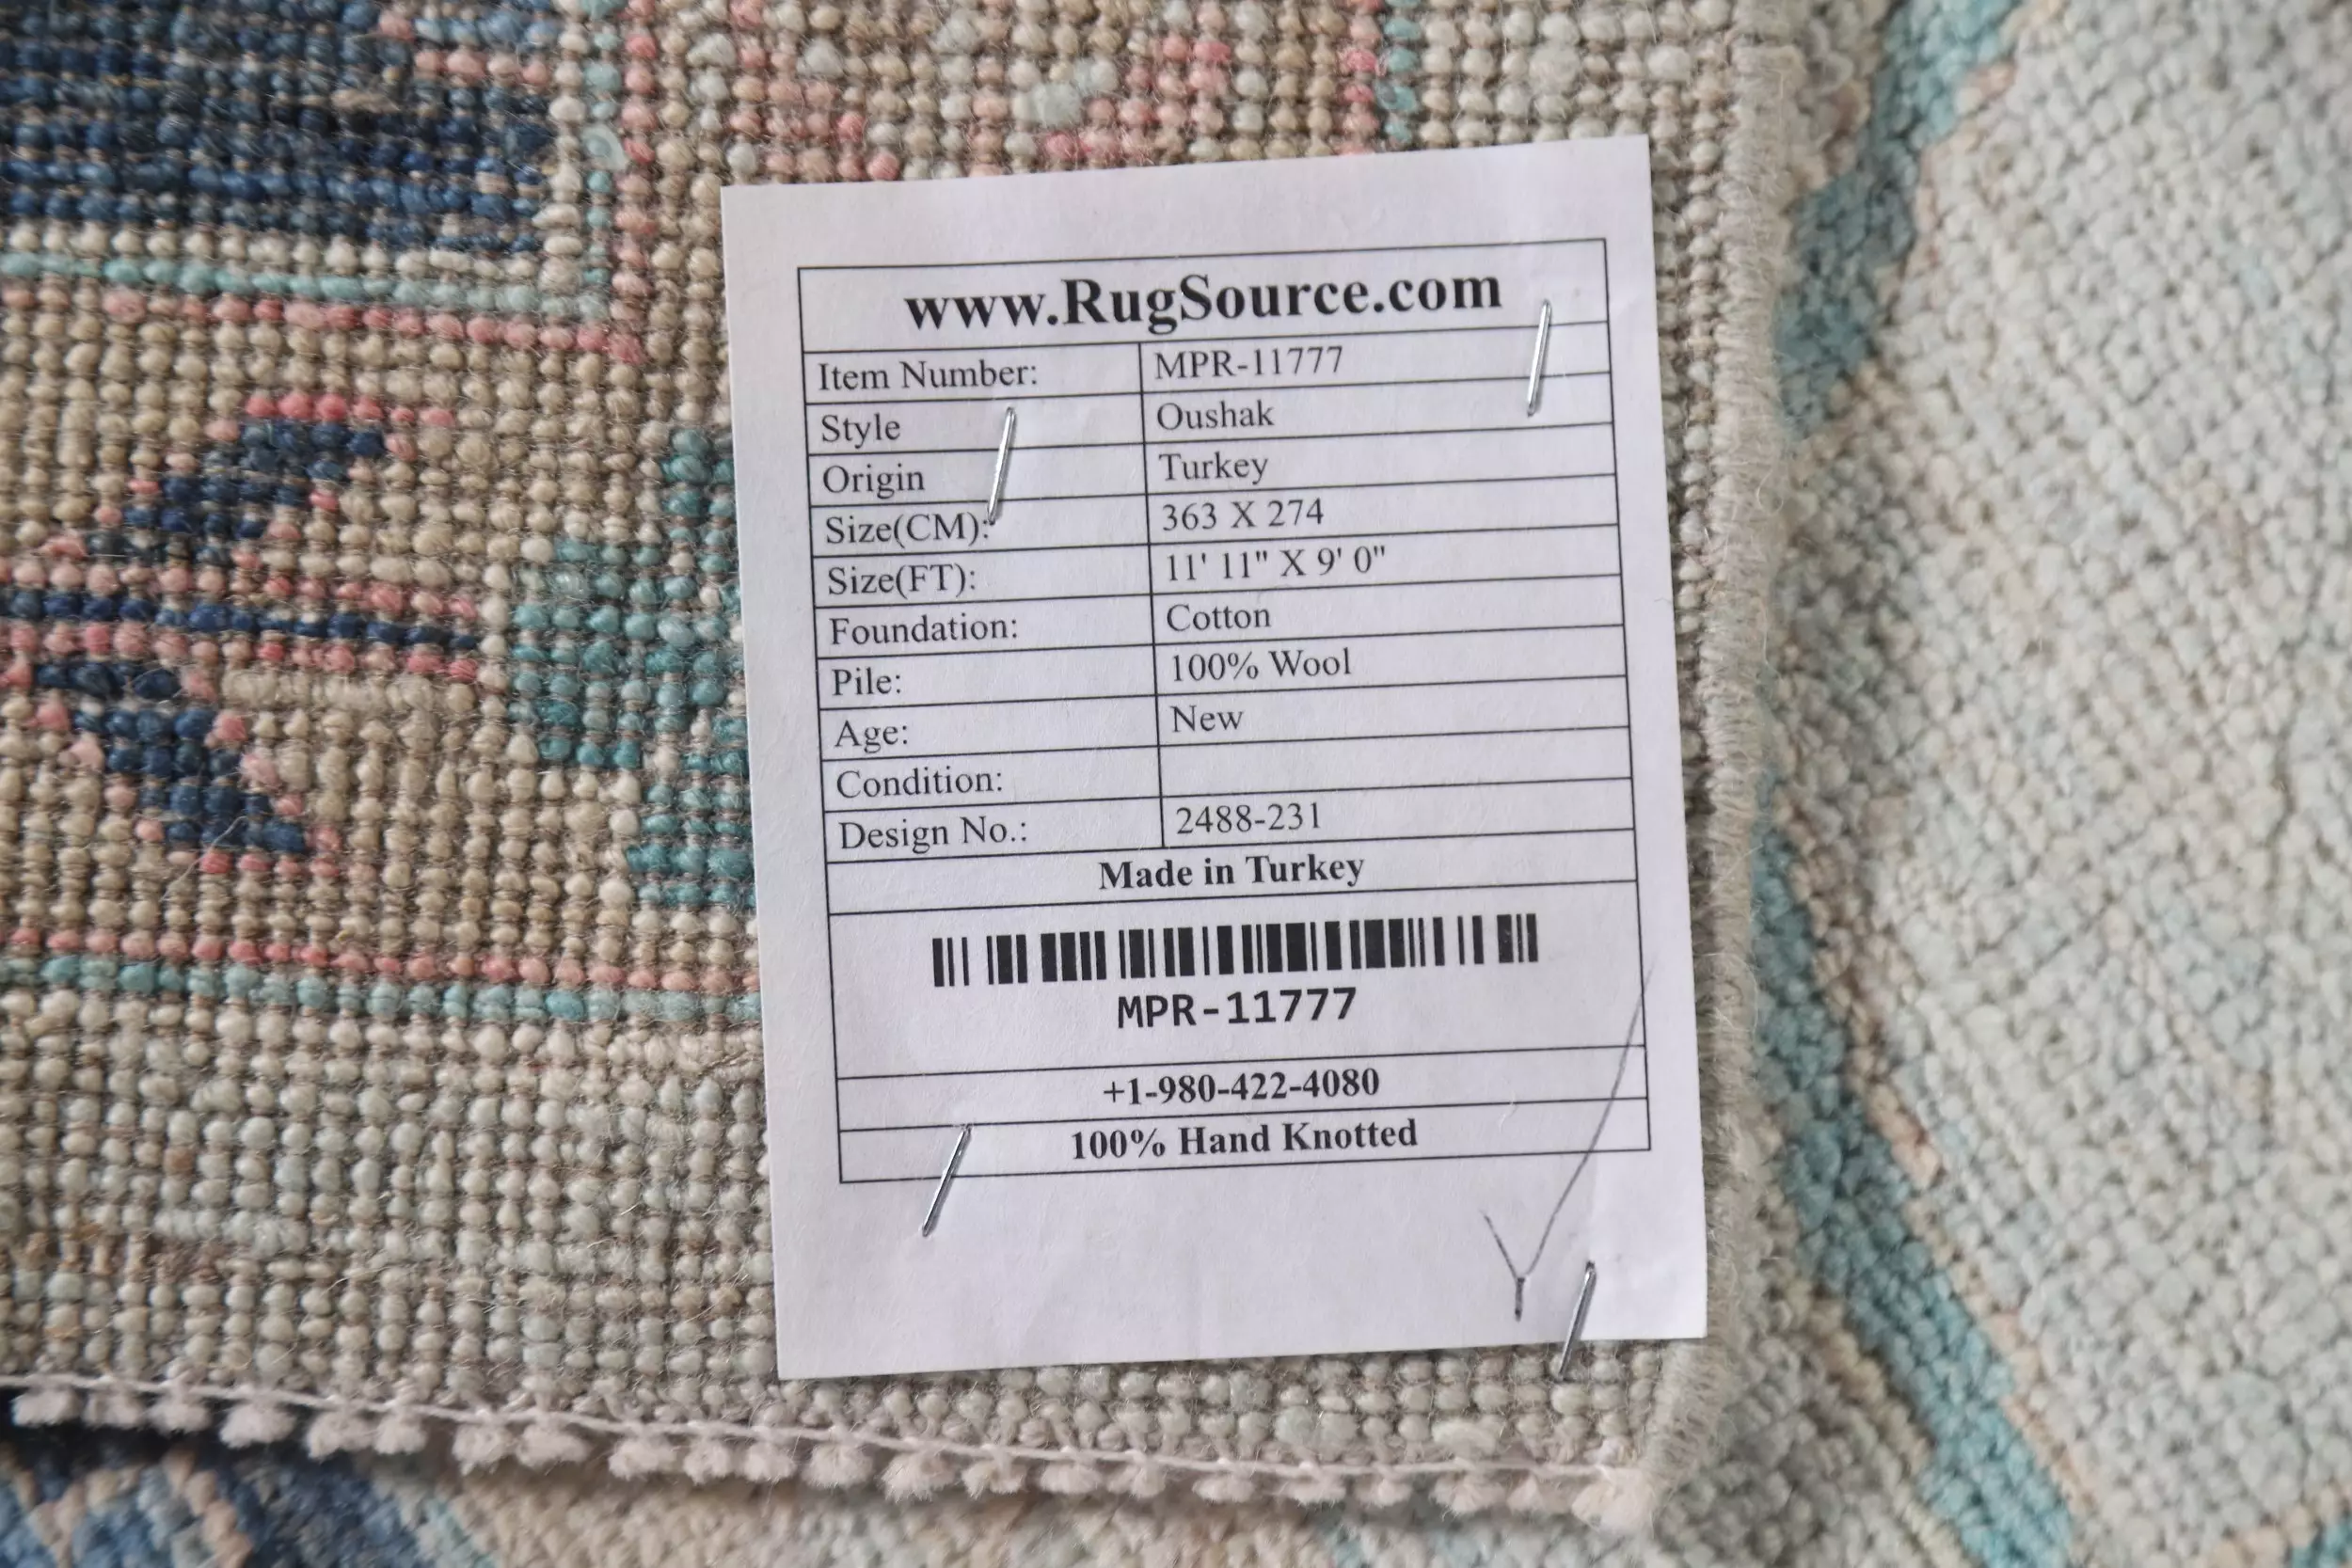 www.RugSource.com
Item Number: MPR-11777
Style Oushak
Origin Turkey
Size(CM): 363 X 274
Size(FT): 11' 11" X 9' 0"
Foundation: Cotton
Pile: 100% Wool
Age: New
Condition:
Design No.: 2488-231
Made in Turkey
MPR-11777
+1-980-422-4080
100% Hand Knotted